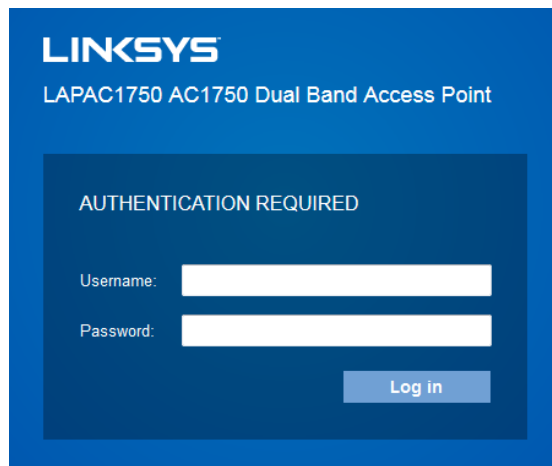 LINKSYS
LAPAC1750 AC1750 Dual Band Access Point
AUTHENTICATION REQUIRED
Username:
Password:
Log in